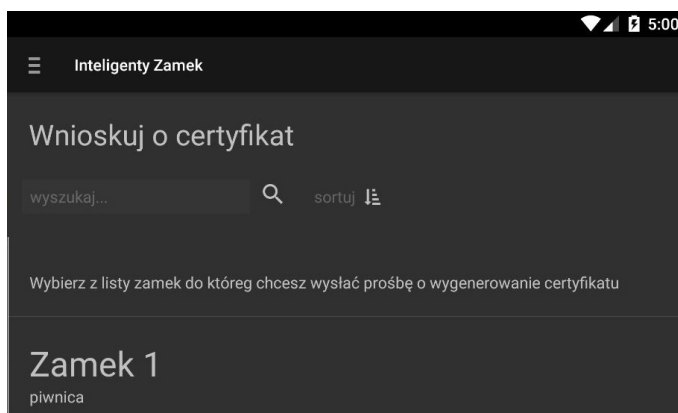 5:00
Inteligenty Zamek
Wnioskuj o certyfikat
wyszukaj...
sortuj
Wybierz z listy zamek do któreg chcesz wysłać prośbę o wygenerowanie certyfikatu
Zamek 1
piwnica